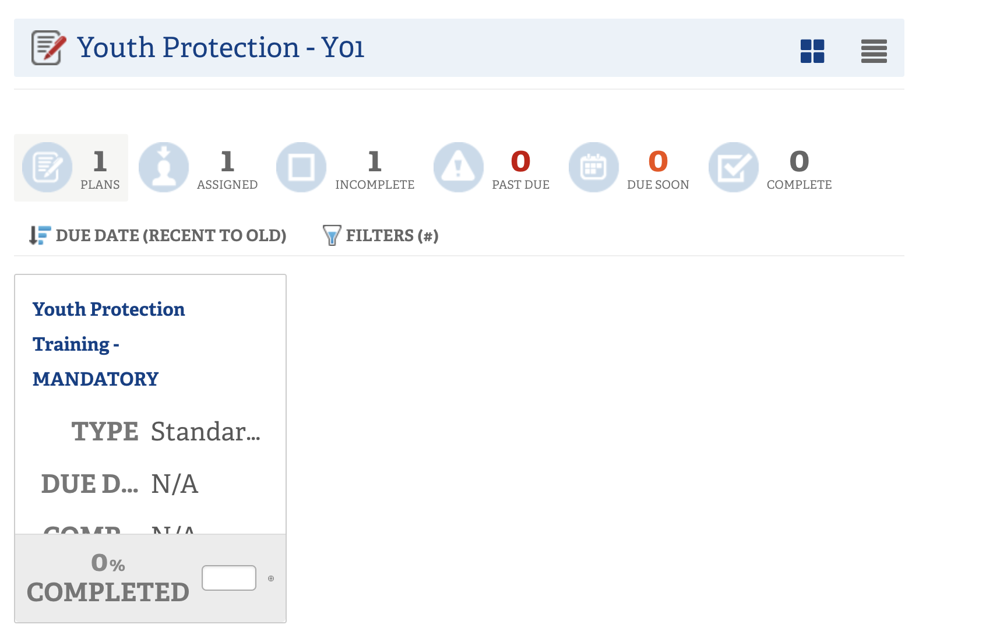 Youth Protection - Y01
1
PLANS
1
ASSIGNED
1
INCOMPLETE
0
PAST DUE
0
DUE SOON
0
COMPLETE
DUE DATE (RECENT TO OLD)
FILTERS (#)
Youth Protection
Training -
MANDATORY
TYPE Standar...
DUE D... N/A
COMP... N/A
0%
COMPLETED